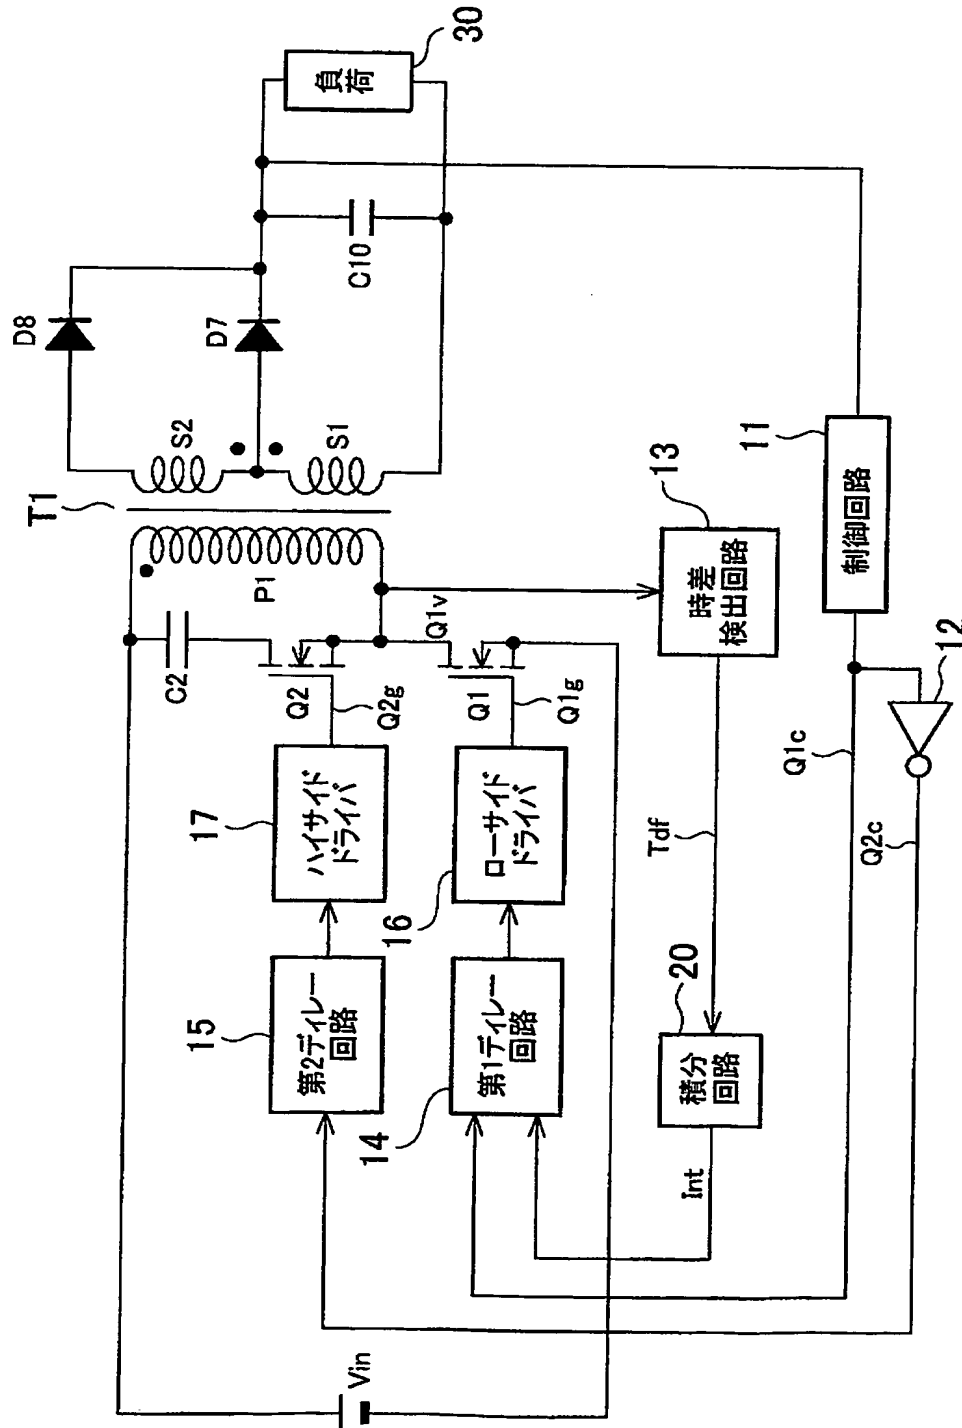 Vin
C2
P1
T1
S2
S1
D8
D7
C10
負荷
30
Q2
Q2g
Q1v
Q1
Q1g
17
ハイサイド
ドライバ
15
第2ディレー
回路
16
ローサイド
ドライバ
14
第1ディレー
回路
13
時差
検出回路
Tdf
20
積分
回路
Int
11
制御回路
12
Q1c
Q2c